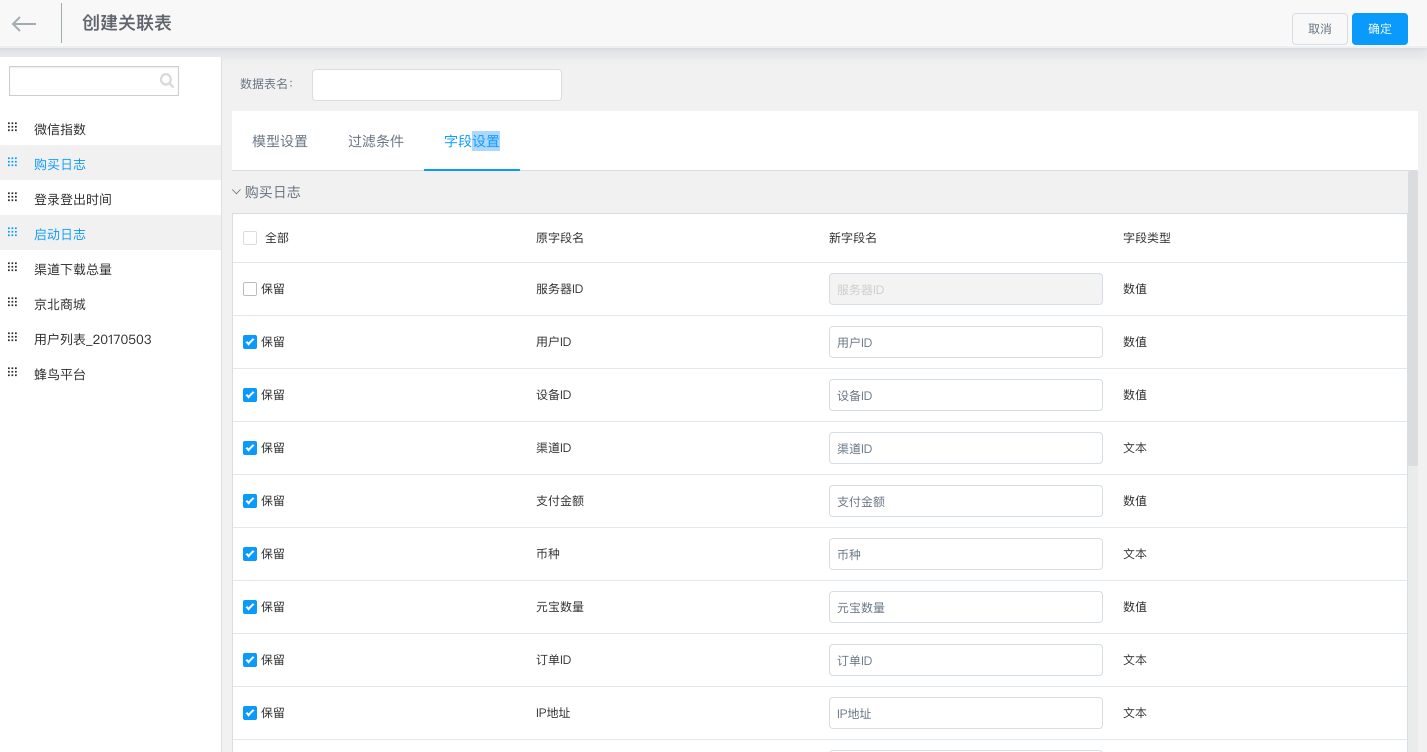 创建关联表
取消 确定
微信指数
购买日志
登录登出时间
启动日志
渠道下载总量
京北商城
用户列表_20170503
蜂鸟平台
数据表名:
模型设置 过滤条件 字段设置
购买日志
全部 原字段名 新字段名 字段类型
保留 服务器ID 服务器ID 数值
保留 用户ID 用户ID 数值
保留 设备ID 设备ID 数值
保留 渠道ID 渠道ID 文本
保留 支付金额 支付金额 数值
保留 币种 币种 文本
保留 元宝数量 元宝数量 数值
保留 订单ID 订单ID 文本
保留 IP地址 IP地址 文本